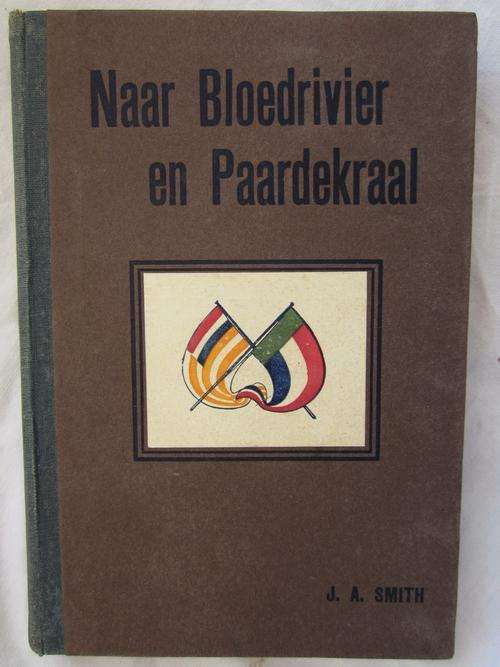 Naar Bloedrivier
en Paardekraal
J. A. SMITH